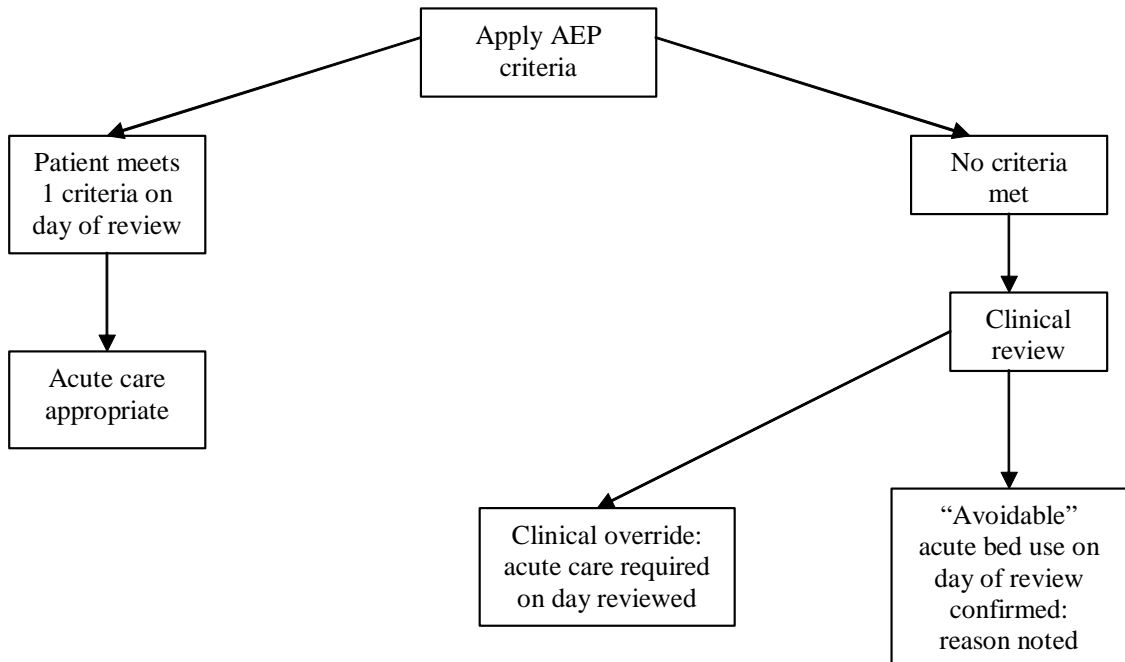 Apply AEP
criteria
Patient meets
1 criteria on
day of review
No criteria
met
Acute care
appropriate
Clinical
review
Clinical override:
acute care required
on day reviewed
“Avoidable”
acute bed use on
day of review
confirmed:
reason noted